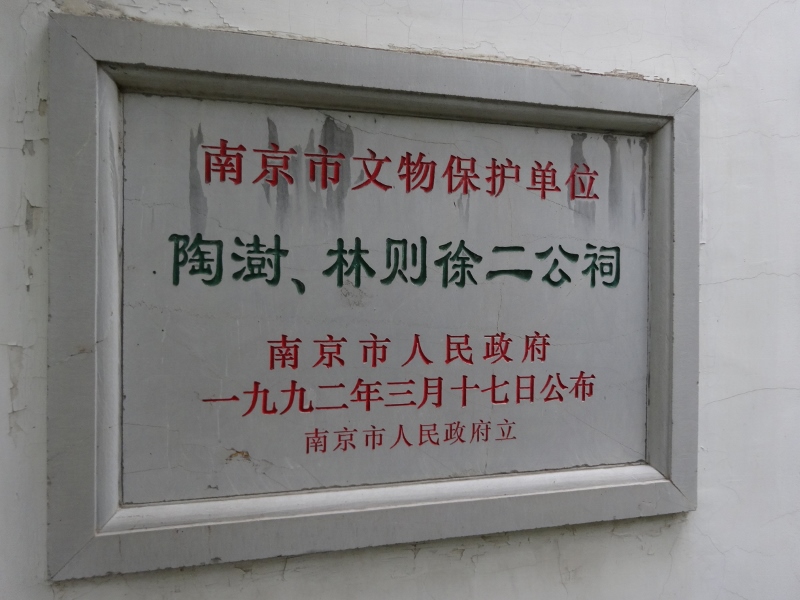 南京市文物保护单位
陶澍、林则徐二公祠
南京市人民政府
一九九二年三月十七日公布
南京市人民政府立